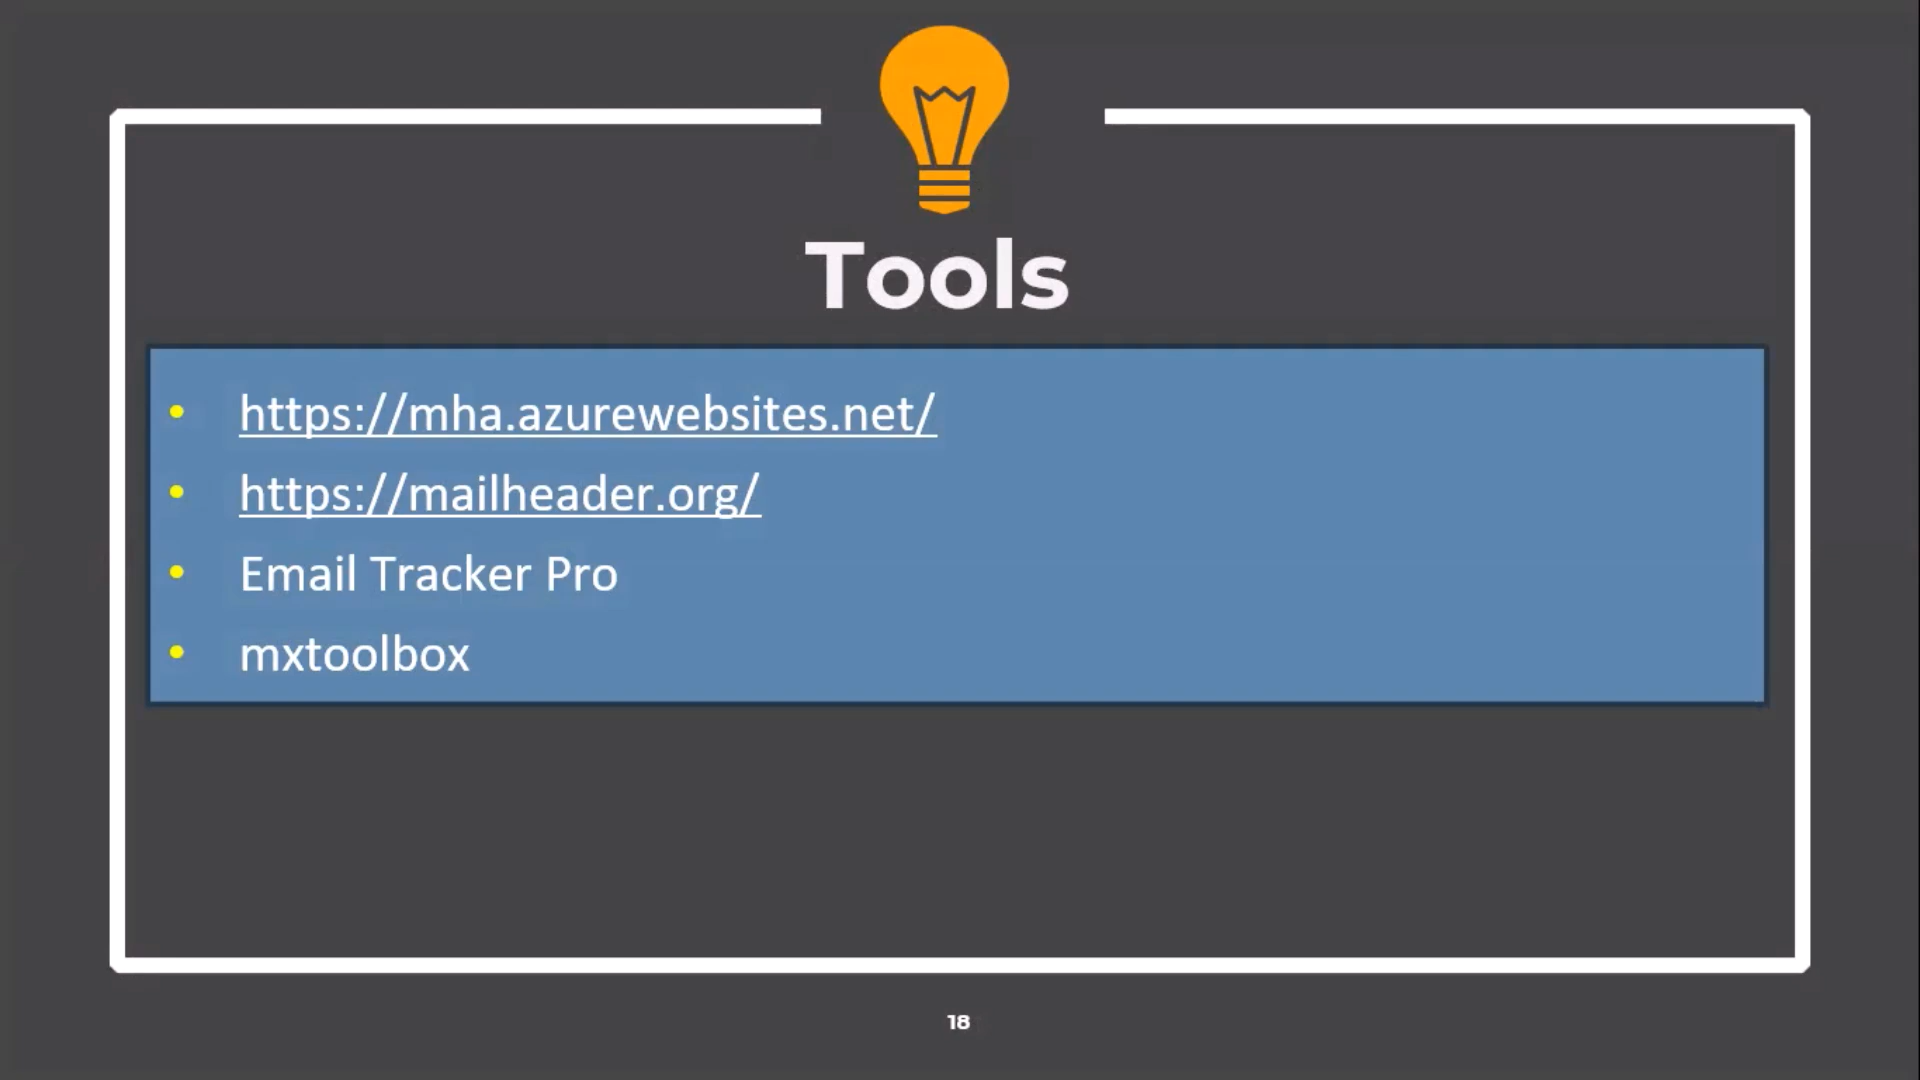 Tools
• https://mha.azurewebsites.net/
• https://mailheader.org/
• Email Tracker Pro
• mxtoolbox
18